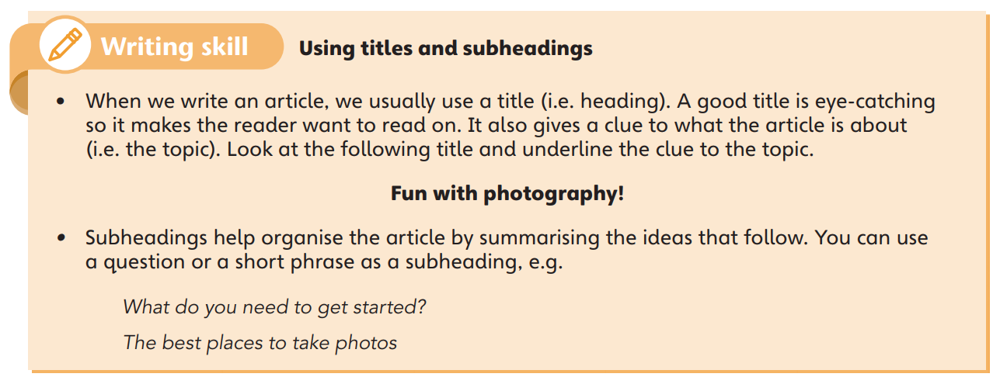 Writing skill Using titles and subheadings
• When we write an article, we usually use a title (i.e. heading). A good title is eye-catching
so it makes the reader want to read on. It also gives a clue to what the article is about
(i.e. the topic). Look at the following title and underline the clue to the topic.
Fun with photography!
• Subheadings help organise the article by summarising the ideas that follow. You can use
a question or a short phrase as a subheading, e.g.
What do you need to get started?
The best places to take photos